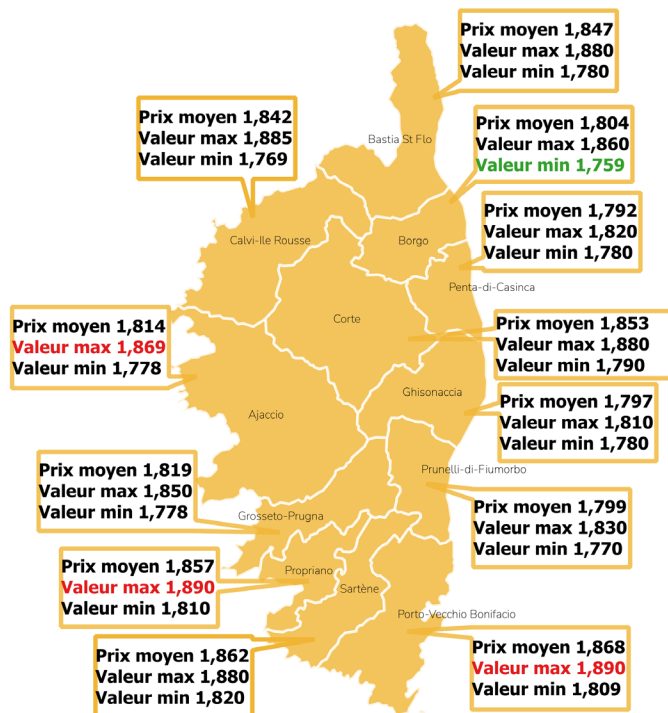 Prix moyen 1,847
Valeur max 1,880
Valeur min 1,780
Prix moyen 1,842
Valeur max 1,885
Valeur min 1,769
Bastia St Flo
Prix moyen 1,804
Valeur max 1,860
Valeur min 1,759
Calvi-Ile Rousse
Borgo
Prix moyen 1,792
Valeur max 1,820
Valeur min 1,780
Penta-di-Casinca
Prix moyen 1,814
Valeur max 1,869
Valeur min 1,778
Corte
Prix moyen 1,853
Valeur max 1,880
Valeur min 1,790
Ghisonaccia
Prix moyen 1,797
Valeur max 1,810
Valeur min 1,780
Ajaccio
Prunelli-di-Fiumorbo
Prix moyen 1,819
Valeur max 1,850
Valeur min 1,778
Grosseto-Prugna
Prix moyen 1,799
Valeur max 1,830
Valeur min 1,770
Prix moyen 1,857
Valeur max 1,890
Valeur min 1,810
Propriano
Sartène
Porto-Vecchio Bonifacio
Prix moyen 1,862
Valeur max 1,880
Valeur min 1,820
Prix moyen 1,868
Valeur max 1,890
Valeur min 1,809